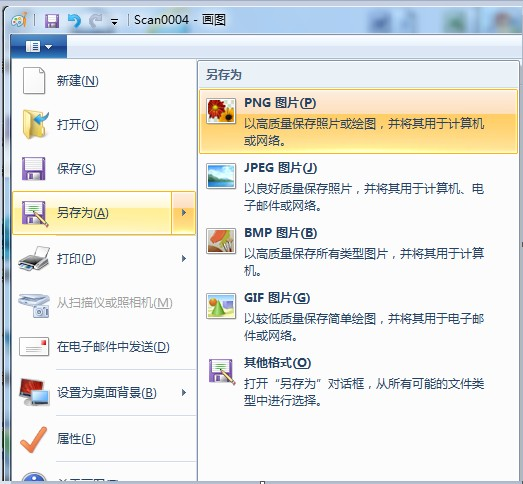 Scan0004 - 画图
新建(N)
打开(O)
保存(S)
另存为(A)
打印(P)
从扫描仪或照相机(M)
在电子邮件中发送(D)
设置为桌面背景(B)
属性(E)
另存为
PNG 图片(P)
以高质量保存照片或绘图，并将其用于计算机
或网络。
JPEG 图片(J)
以良好质量保存照片，并将其用于计算机、电
子邮件或网络。
BMP 图片(B)
以高质量保存所有类型图片，并将其用于计算
机。
GIF 图片(G)
以较低质量保存简单绘图，并将其用于电子邮
件或网络。
其他格式(O)
打开“另存为”对话框，从所有可能的文件类
型中进行选择。